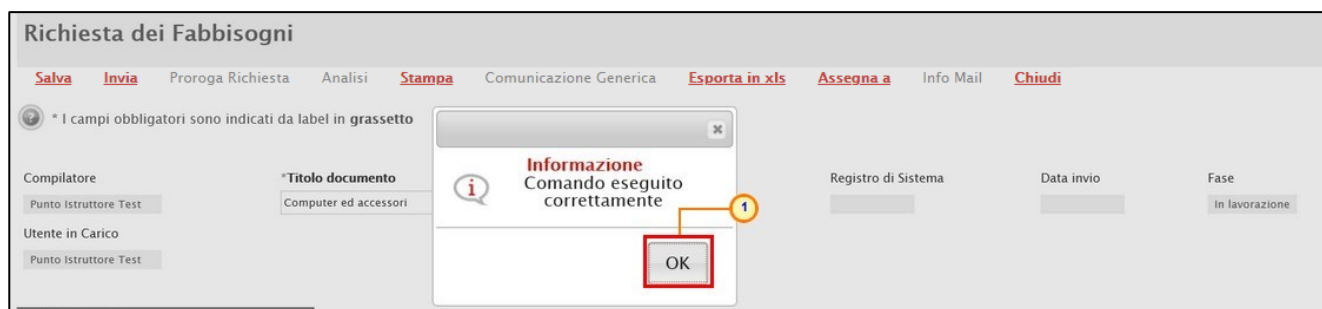 Richiesta dei Fabbisogni
Salva Invia Proroga Richiesta Analisi Stampa Comunicazione Generica Esporta in xls Assegna a Info Mail Chiudi
? * I campi obbligatori sono indicati da label in grassetto
Informazione
Comando eseguito
correttamente
1
OK
Compilatore *Titolo documento Registro di Sistema Data invio Fase
Punto Istruttore Test Computer ed accessori In lavorazione
Utente in Carico
Punto Istruttore Test